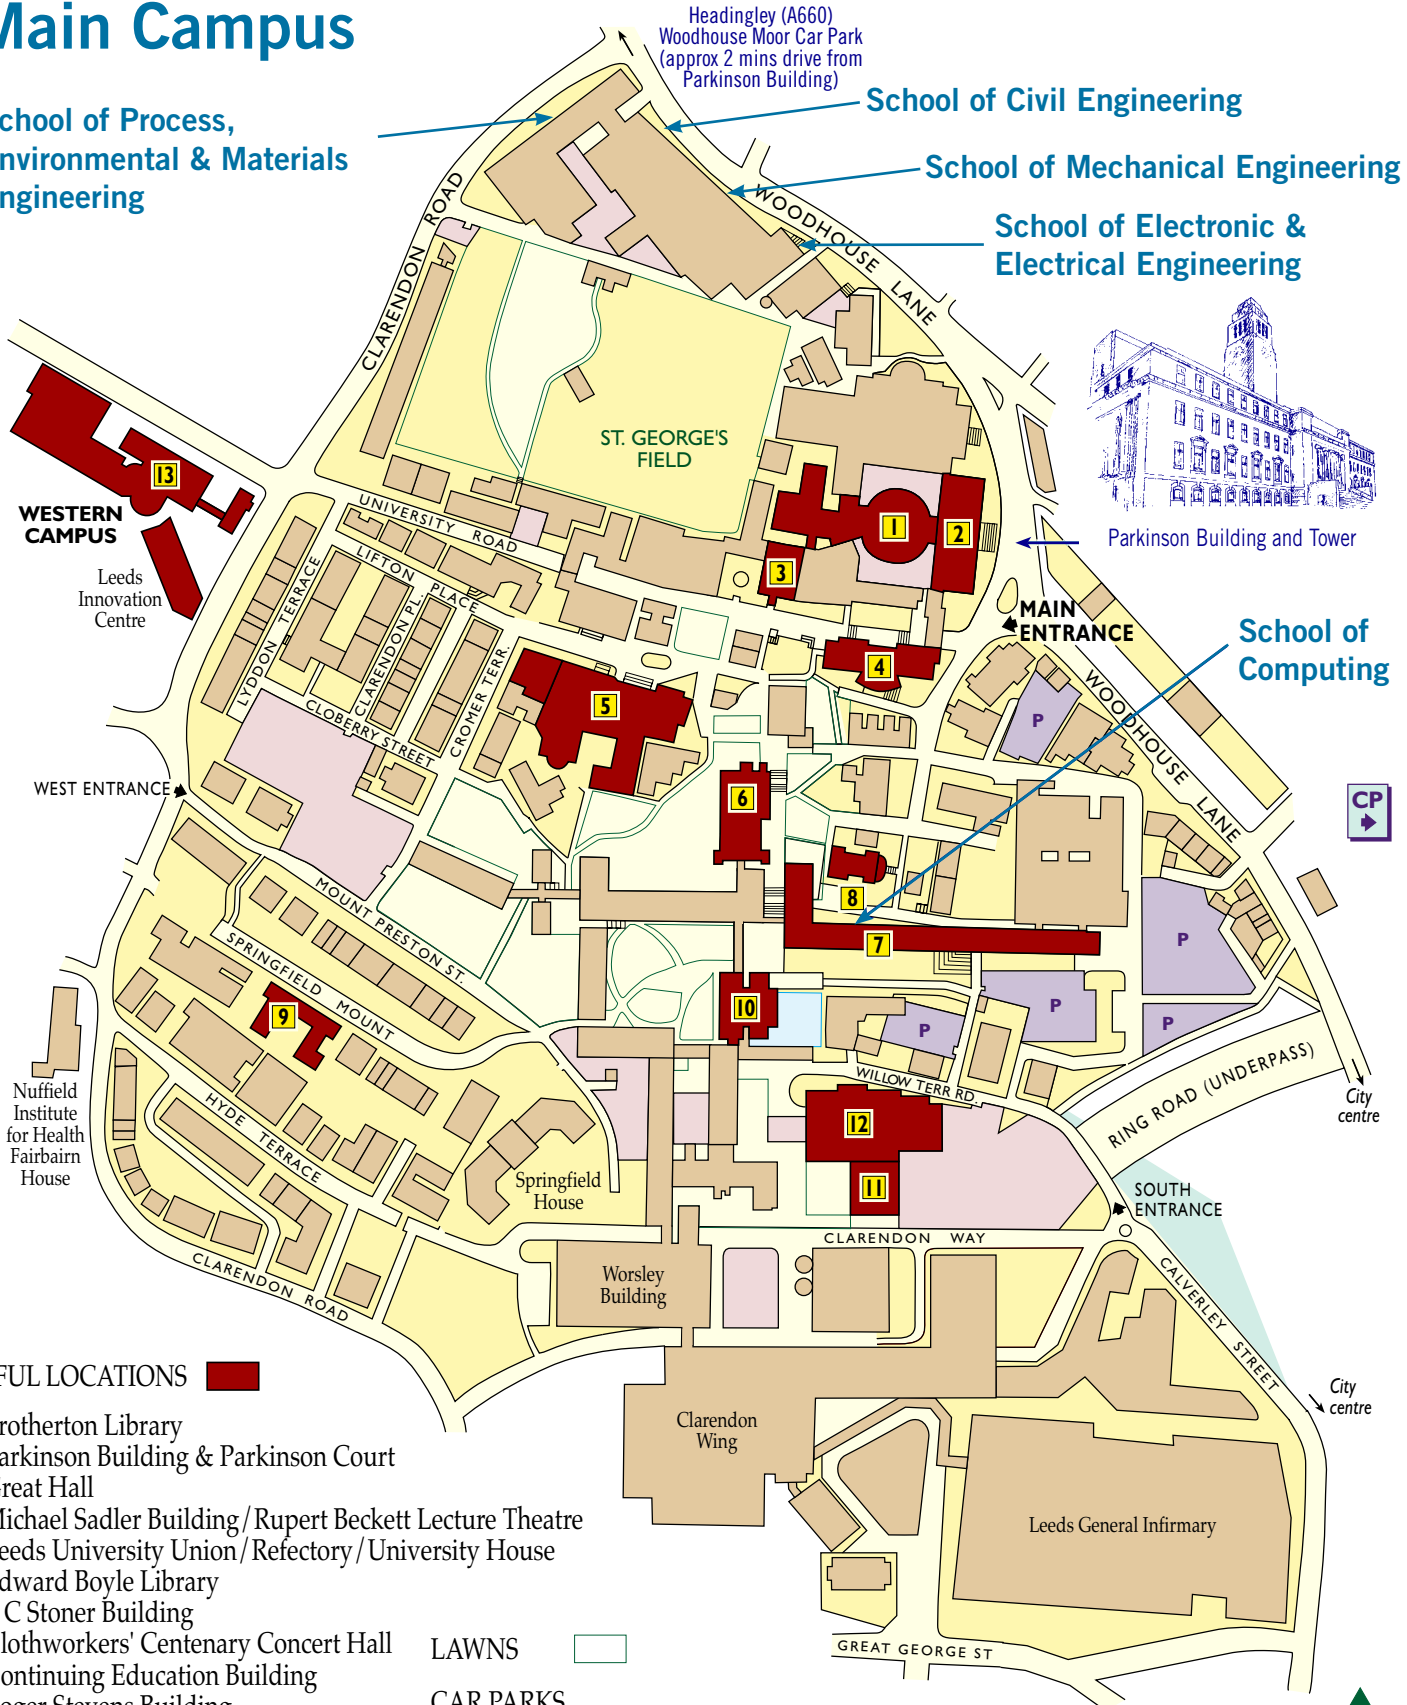 Main Campus
Headingley (A660)
Woodhouse Moor Car Park
(approx 2 mins drive from
Parkinson Building)
chool of Process,
nvironmental & Materials
ngineering
School of Civil Engineering
School of Mechanical Engineering
School of Electronic &
Electrical Engineering
CLARENDON ROAD
WOODHOUSE LANE
ST. GEORGE'S
FIELD
13
WESTERN
CAMPUS
Leeds
Innovation
Centre
UNIVERSITY ROAD
1
2
3
Parkinson Building and Tower
MAIN
ENTRANCE
School of
Computing
LIFTON PLACE
LYDDON TERRACE
CLARENDON PL.
CROMER TERR.
CLOBERRY STREET
4
5
P
WOODHOUSE LANE
WEST ENTRANCE
6
CP
8
7
P
MOUNT PRESTON ST.
SPRINGFIELD MOUNT
9
10
P
P
P
Nuffield
Institute
for Health
Fairbairn
House
HYDE TERRACE
WILLOW TERR RD.
RING ROAD (UNDERPASS)
City
centre
12
11
Springfield
House
SOUTH
ENTRANCE
CLARENDON WAY
CLARENDON ROAD
Worsley
Building
CALVERLEY STREET
City
centre
Clarendon
Wing
Leeds General Infirmary
GREAT GEORGE ST
FUL LOCATIONS
rotherton Library
arkinson Building & Parkinson Court
reat Hall
Michael Sadler Building/Rupert Beckett Lecture Theatre
eeds University Union/Refectory/University House
dward Boyle Library
C Stoner Building
lothworkers' Centenary Concert Hall
ontinuing Education Building
oger Stevens Building
LAWNS
CAR PARKS